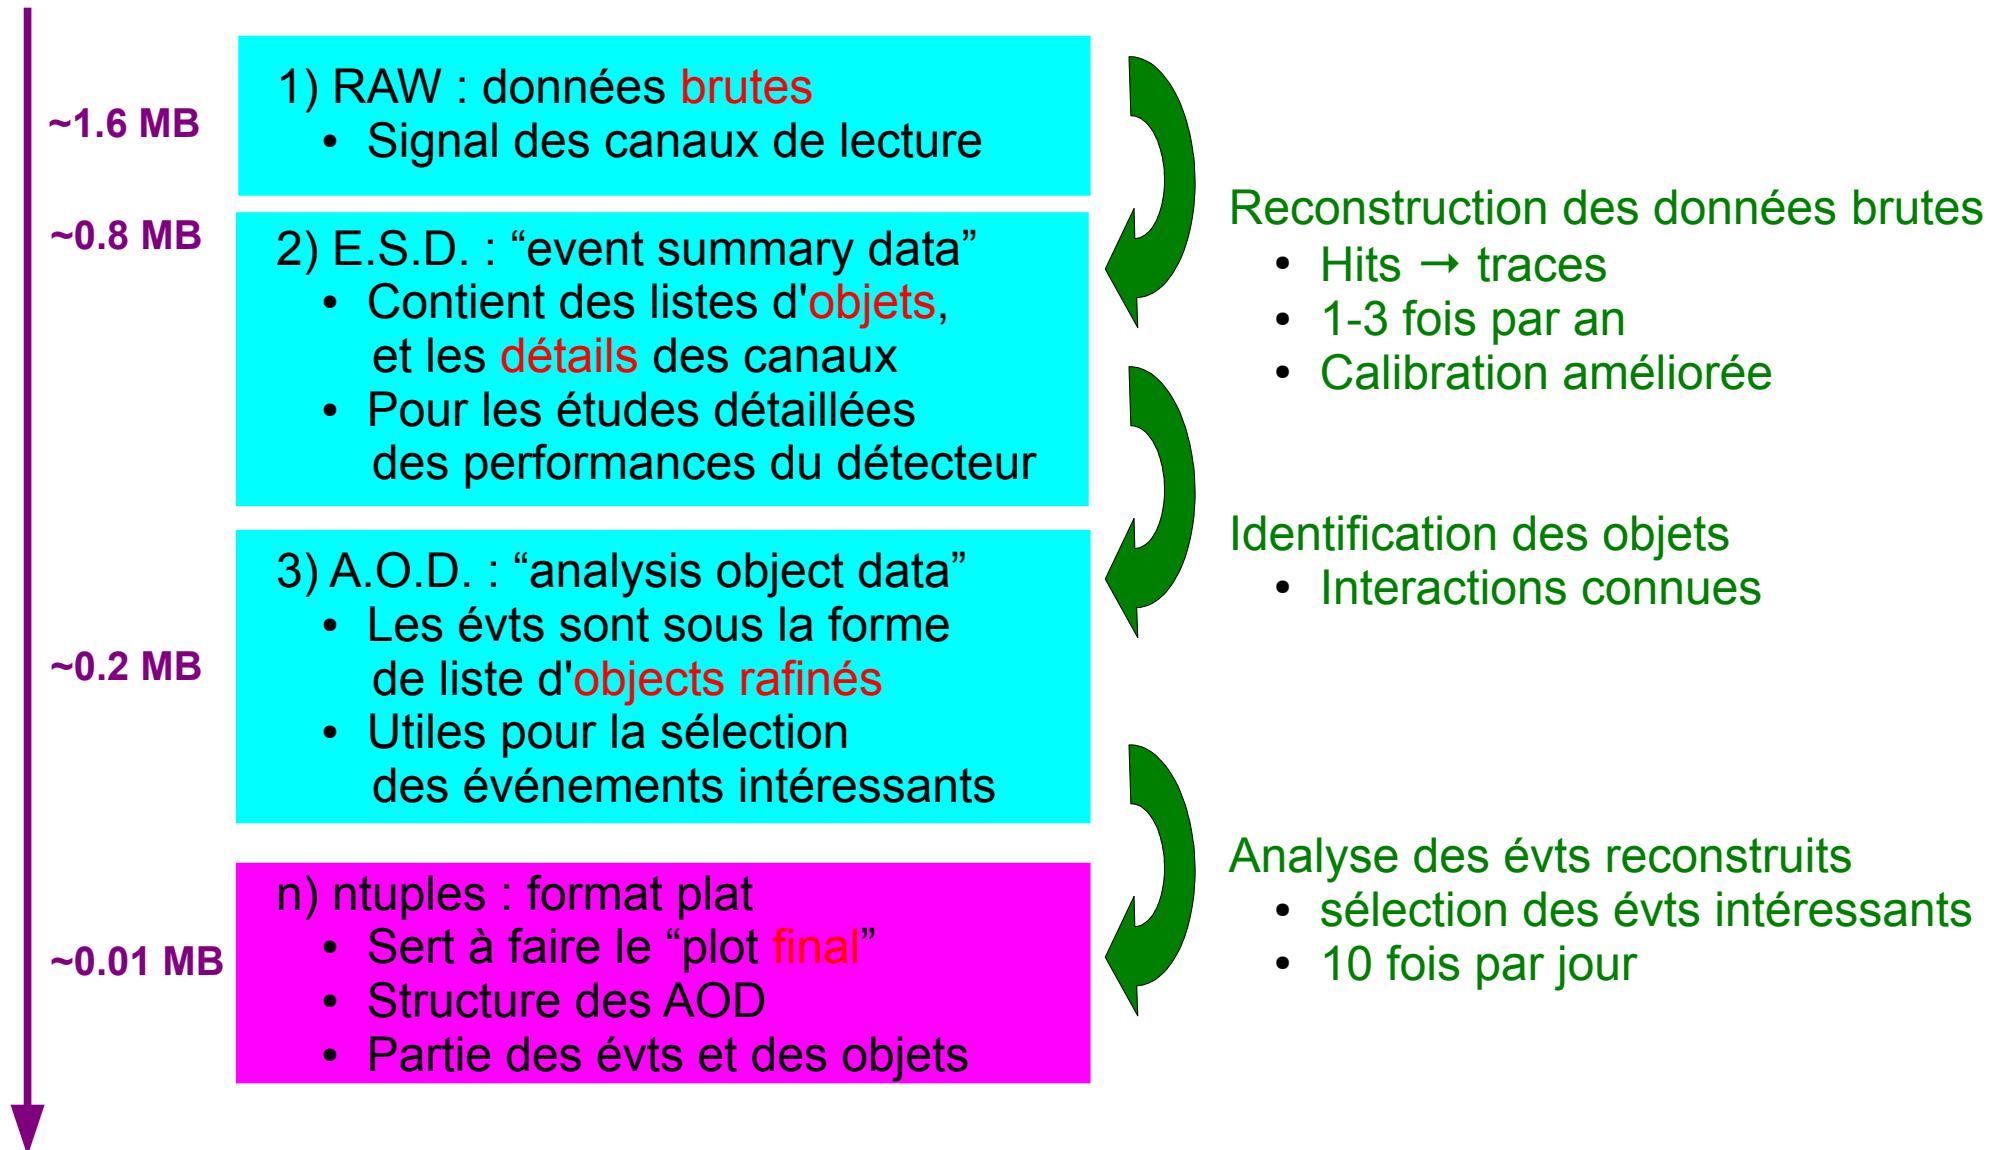 ~1.6 MB
1) RAW : données brutes
• Signal des canaux de lecture
~0.8 MB
2) E.S.D. : “event summary data”
• Contient des listes d'objets,
et les détails des canaux
• Pour les études détaillées
des performances du détecteur
~0.2 MB
3) A.O.D. : “analysis object data”
• Les évts sont sous la forme
de liste d'objects rafinés
• Utiles pour la sélection
des événements intéressants
~0.01 MB
n) ntuples : format plat
• Sert à faire le “plot final”
• Structure des AOD
• Partie des évts et des objets
Reconstruction des données brutes
• Hits → traces
• 1-3 fois par an
• Calibration améliorée
Identification des objets
• Interactions connues
Analyse des évts reconstruits
• sélection des évts intéressants
• 10 fois par jour